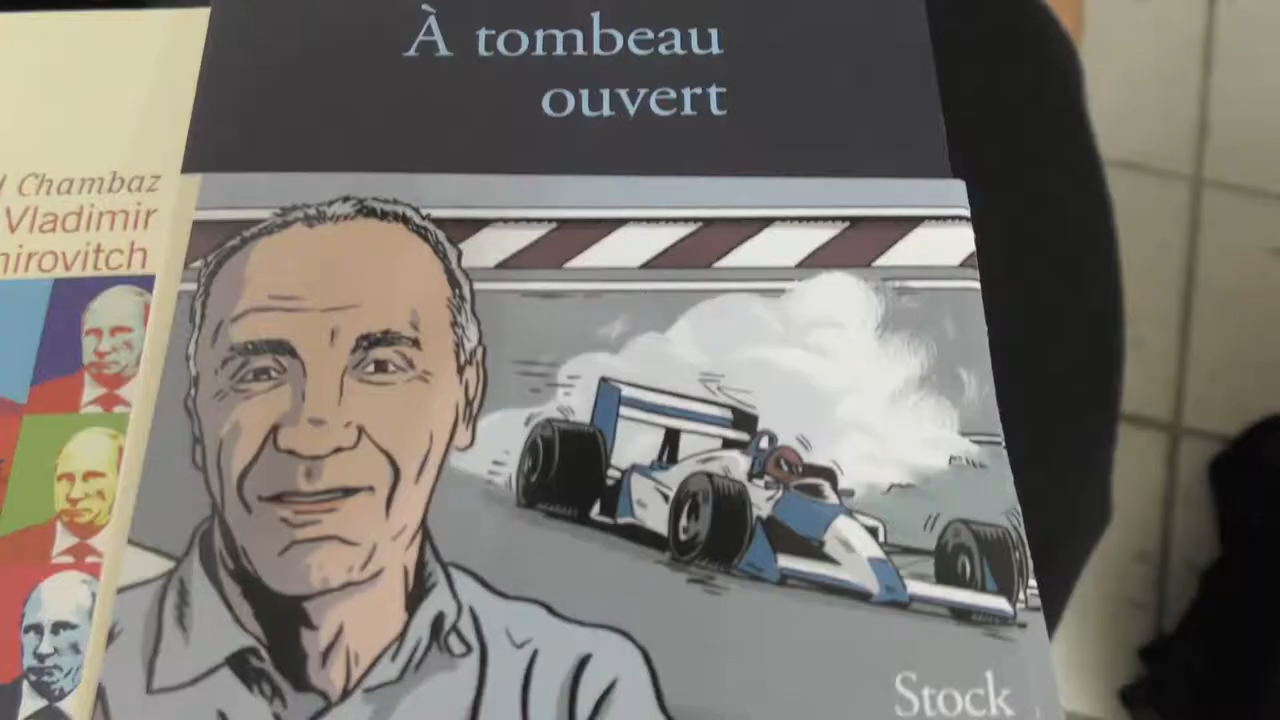 À tombeau
ouvert
Chambaz
Vladimir
mirovitch
Stock